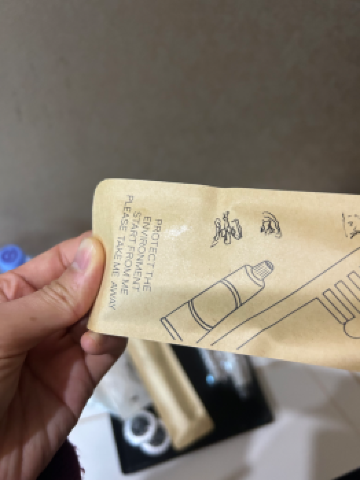 PROTECT THE
ENVIRONMENT
START FROM ME
PLEASE TAKE ME AWAY